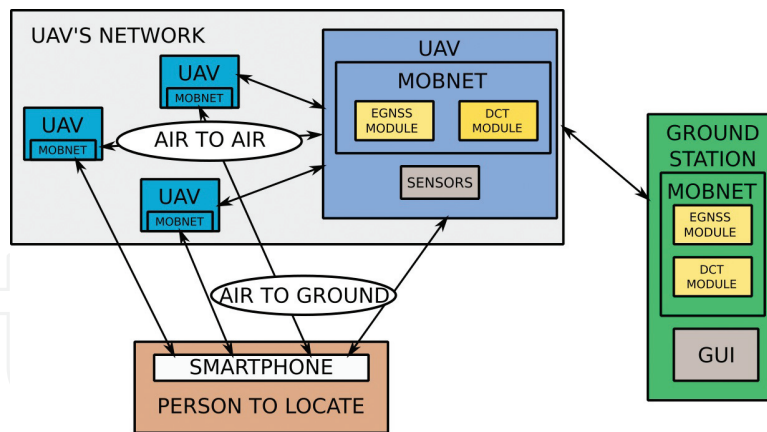 UAV'S NETWORK
UAV
MOBNET
UAV
MOBNET
UAV
MOBNET
AIR TO AIR
UAV
MOBNET
EGNSS
MODULE
DCT
MODULE
SENSORS
GROUND
STATION
MOBNET
EGNSS
MODULE
DCT
MODULE
GUI
AIR TO GROUND
SMARTPHONE
PERSON TO LOCATE